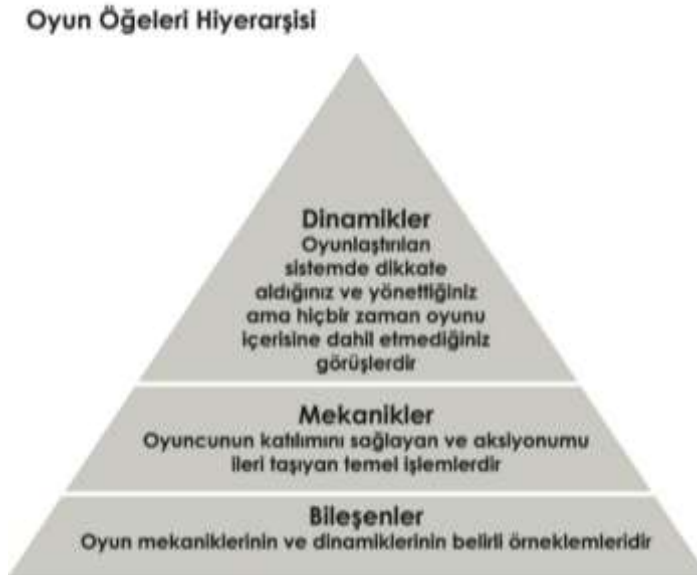 Oyun Öğeleri Hiyerarşisi
Dinamikler
Oyunlaştırılan
sistemde dikkate
aldığınız ve yönettiğiniz
ama hiçbir zaman oyunu
içerisine dahil etmediğiniz
görüşlerdir
Mekanikler
Oyuncunun katılımını sağlayan ve aksiyonumu
ileri taşıyan temel işlemlerdir
Bileşenler
Oyun mekaniklerinin ve dinamiklerinin belirli örneklemleridir